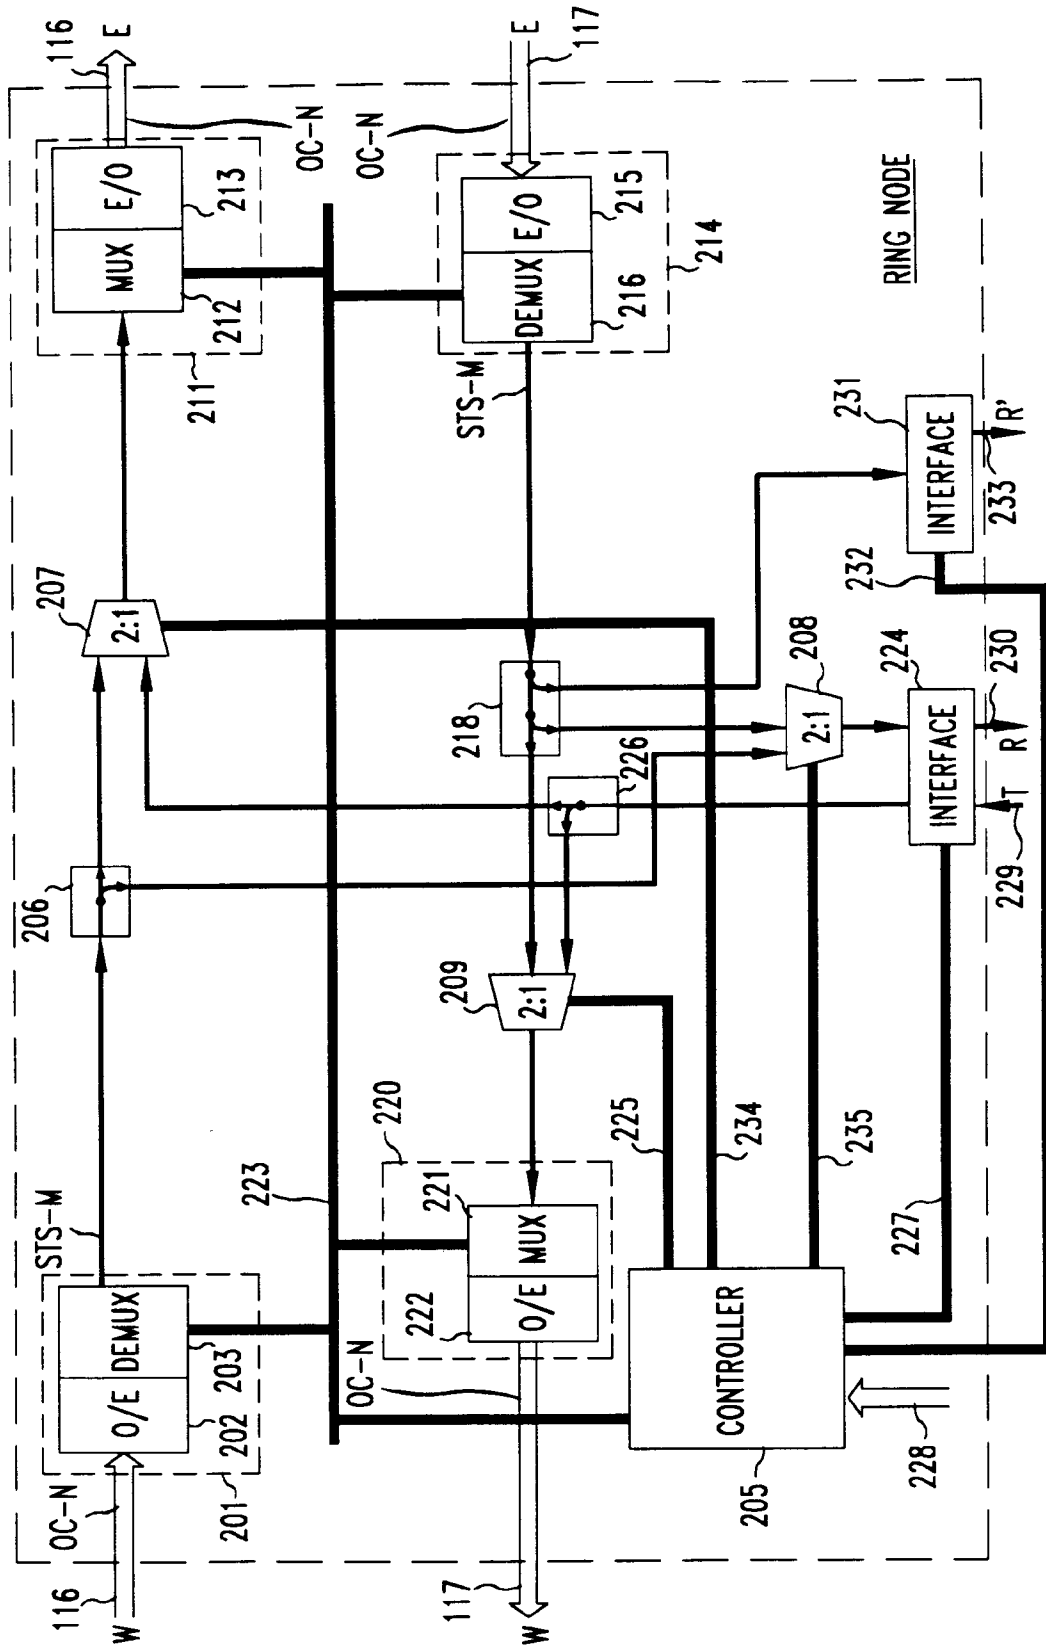 116
E
E
117
OC-N
OC-N
E/O
213
MUX
212
211
E/O
215
DEMUX
216
214
RING NODE
STS-M
231
INTERFACE
R'
233
232
207
2:1
218
208
2:1
224
INTERFACE
230
R
T
229
226
206
209
2:1
220
225
234
235
227
223
221
MUX
O/E
222
STS-M
DEMUX
203
O/E
202
201
OC-N
116
W
OC-N
117
W
CONTROLLER
205
228